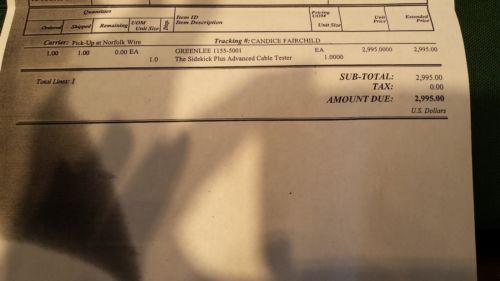 Quantities
Ordered Shipped Remaining UOM Unit Size Disp. Item ID Item Description Pricing UOM Unit Size Unit Price Extended Price
Carrier: Pick-Up at Norfolk Wire Tracking #: CANDICE FAIRCHILD
1.00 1.00 0.00 EA GREENLEE 1155-5001 EA 2,995.0000 2,995.00
1.0 The Sidekick Plus Advanced Cable Tester 1.0000
Total Lines: 1 SUB-TOTAL: 2,995.00
TAX: 0.00
AMOUNT DUE: 2,995.00
U.S. Dollars